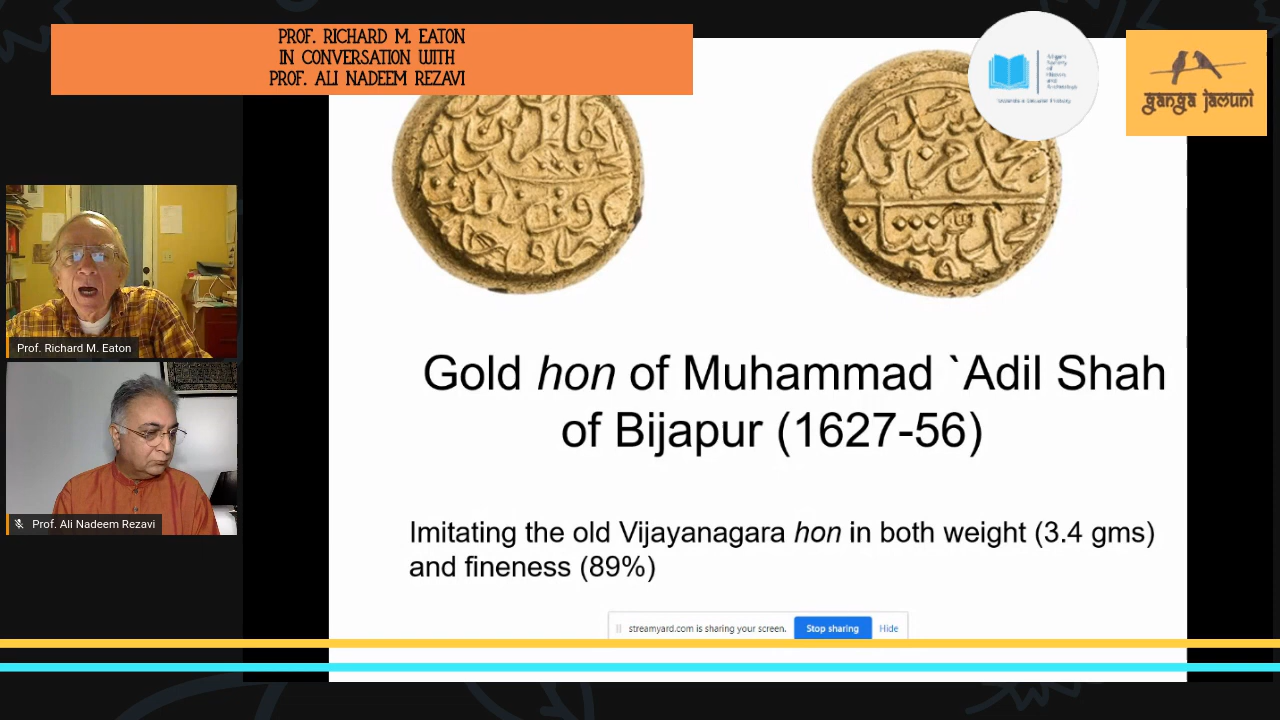 PROF. RICHARD M. EATON
IN CONVERSATION WITH
PROF. ALI NADEEM REZAVI
ganga jamuni
Prof. Richard M. Eaton
Prof. Ali Nadeem Rezavi
Gold hon of Muhammad `Adil Shah
of Bijapur (1627-56)
Imitating the old Vijayanagara hon in both weight (3.4 gms)
and fineness (89%)
streamyard.com is sharing your screen. Stop sharing Hide